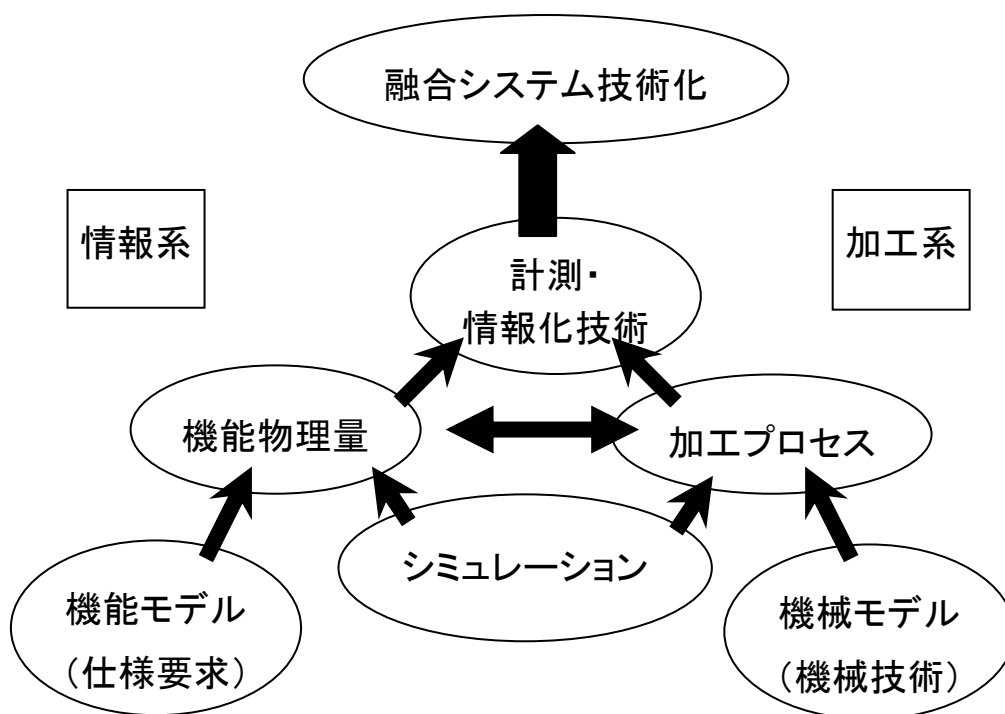 融合システム技術化
情報系
加工系
計測・
情報化技術
機能物理量
加工プロセス
シミュレーション
機能モデル
（仕様要求）
機械モデル
（機械技術）